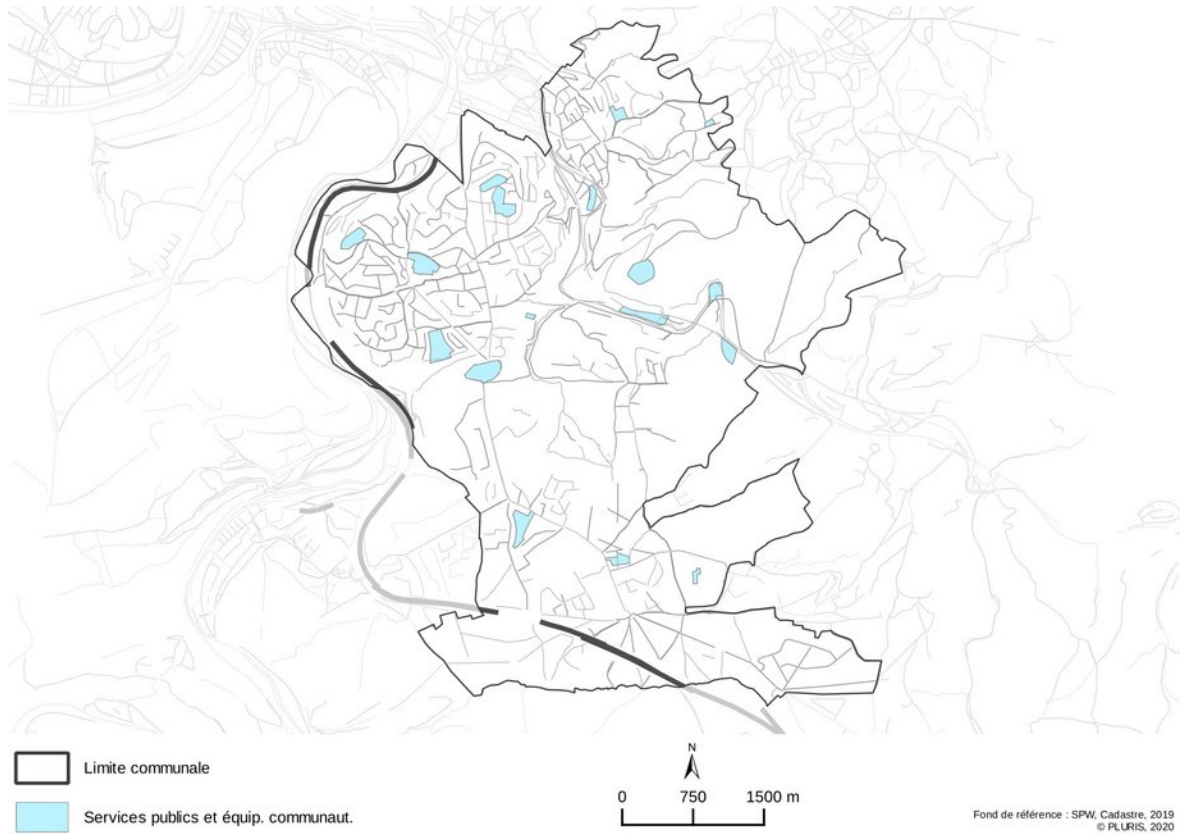 Limite communale
Services publics et équip. communaut.
N
0 750 1500 m
Fond de référence : SPW, Cadastre, 2019
© PLURIS, 2020